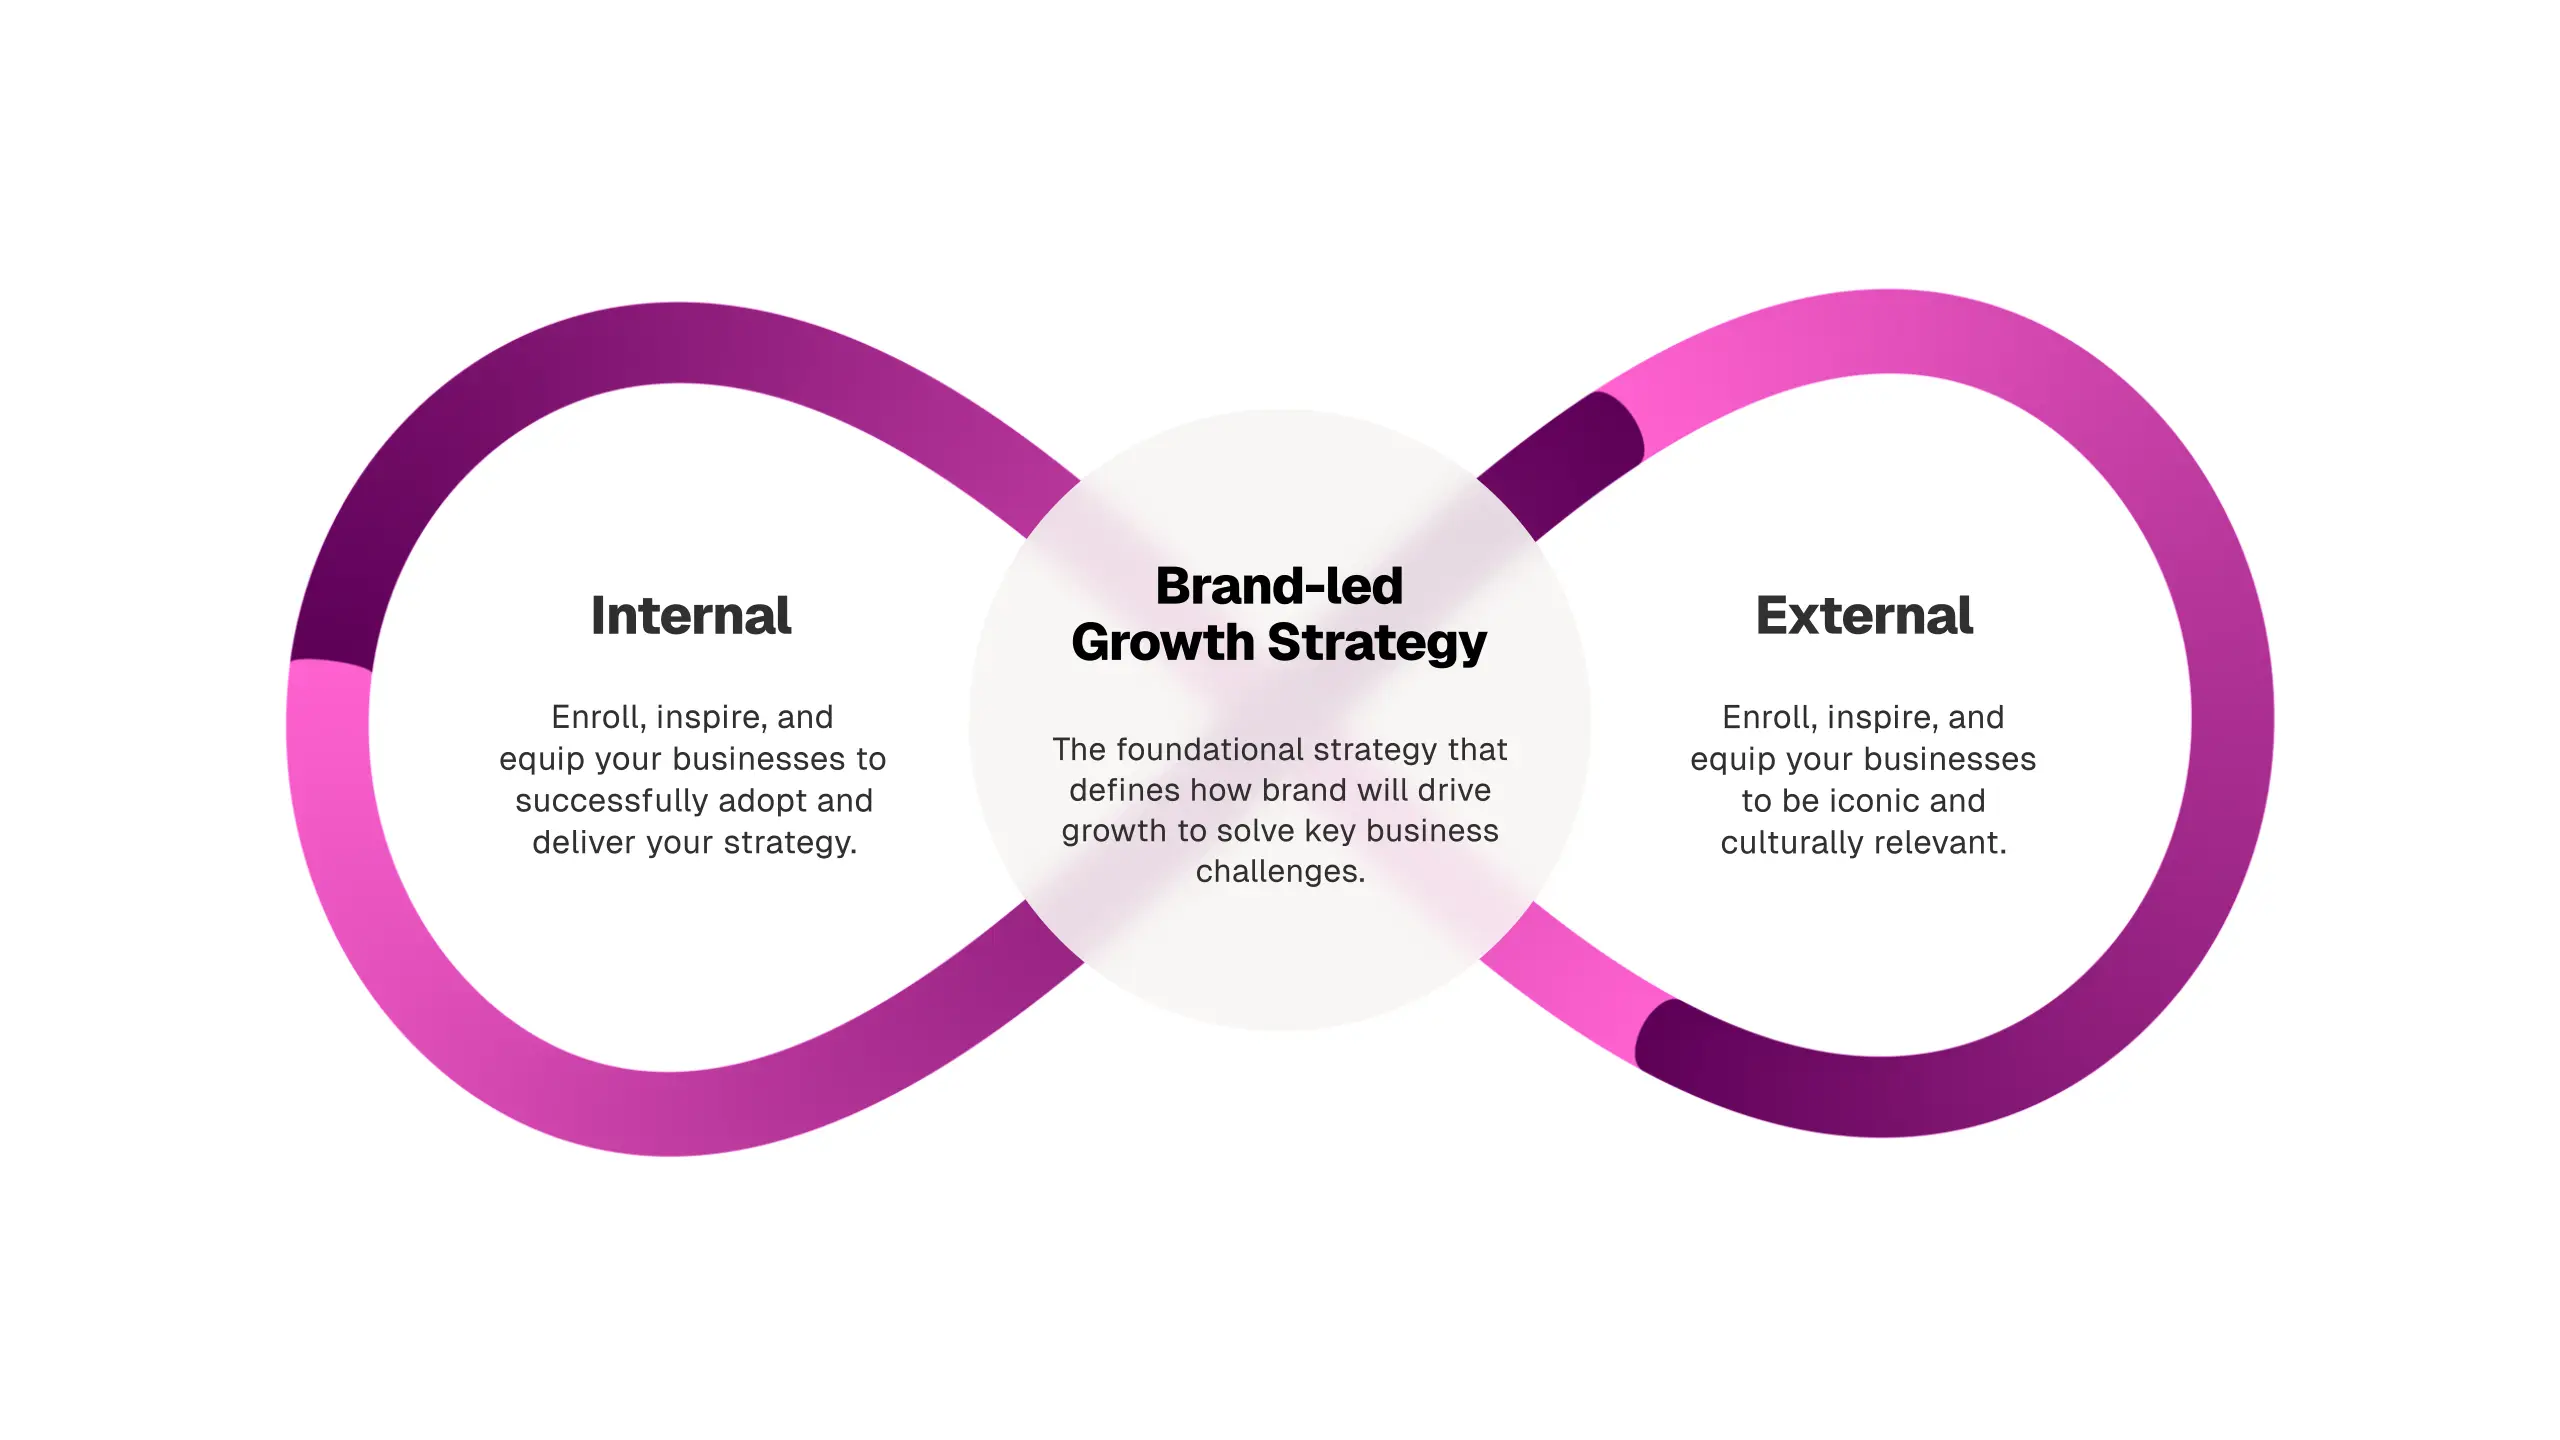 Internal
Enroll, inspire, and
equip your businesses to
successfully adopt and
deliver your strategy.
Brand-led
Growth Strategy
The foundational strategy that
defines how brand will drive
growth to solve key business
challenges.
External
Enroll, inspire, and
equip your businesses
to be iconic and
culturally relevant.